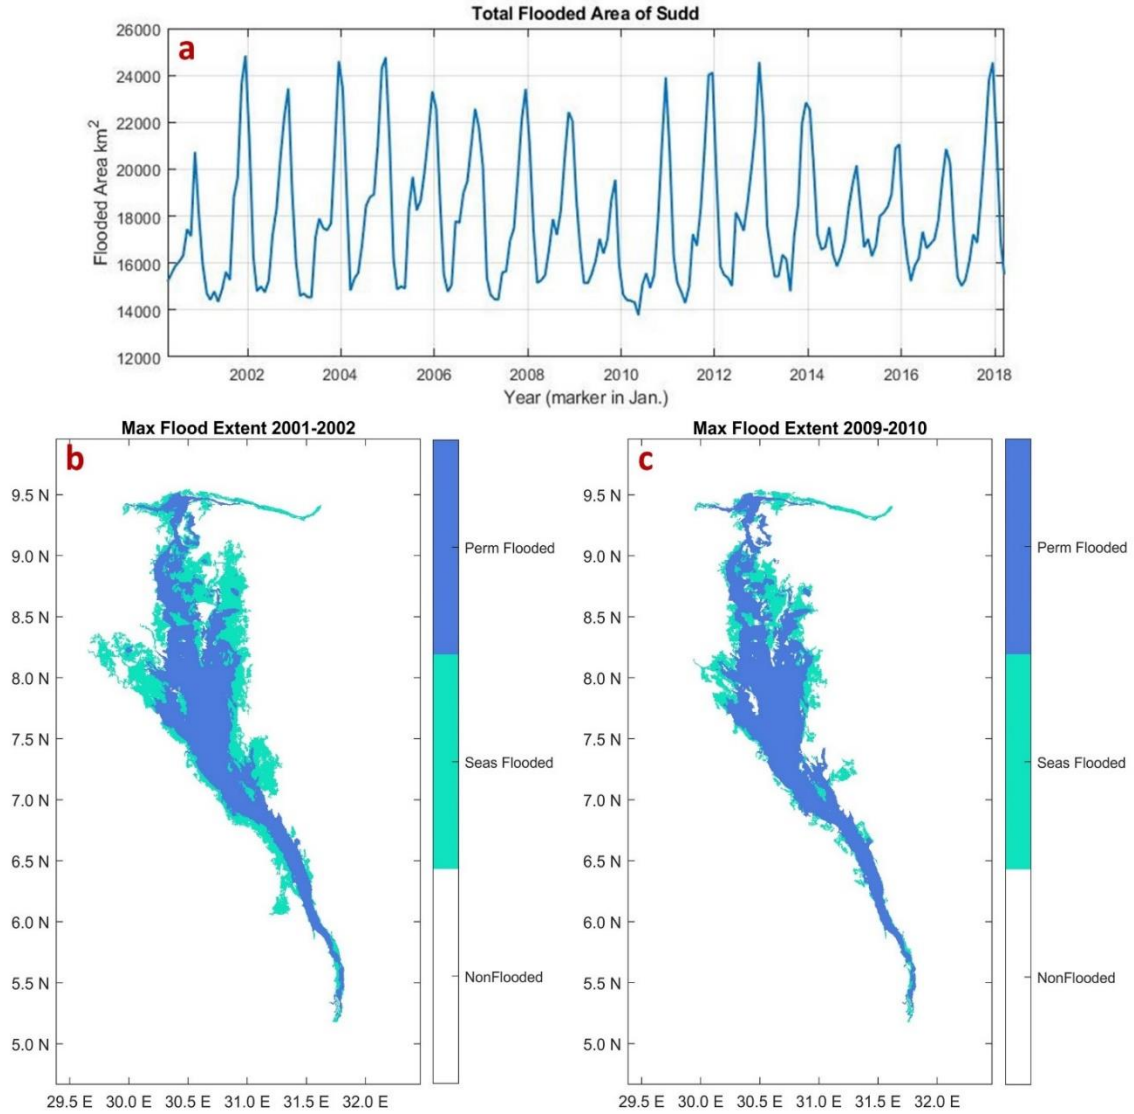 Total Flooded Area of Sudd
a
26000
24000
22000
20000
18000
16000
14000
12000
Flooded Area km²
2002 2004 2006 2008 2010 2012 2014 2016 2018
Year (marker in Jan.)
Max Flood Extent 2001-2002
b
9.5 N
9.0 N
8.5 N
8.0 N
7.5 N
7.0 N
6.5 N
6.0 N
5.5 N
5.0 N
29.5 E 30.0 E 30.5 E 31.0 E 31.5 E 32.0 E
Perm Flooded
Seas Flooded
NonFlooded
Max Flood Extent 2009-2010
c
9.5 N
9.0 N
8.5 N
8.0 N
7.5 N
7.0 N
6.5 N
6.0 N
5.5 N
5.0 N
29.5 E 30.0 E 30.5 E 31.0 E 31.5 E 32.0 E
Perm Flooded
Seas Flooded
NonFlooded